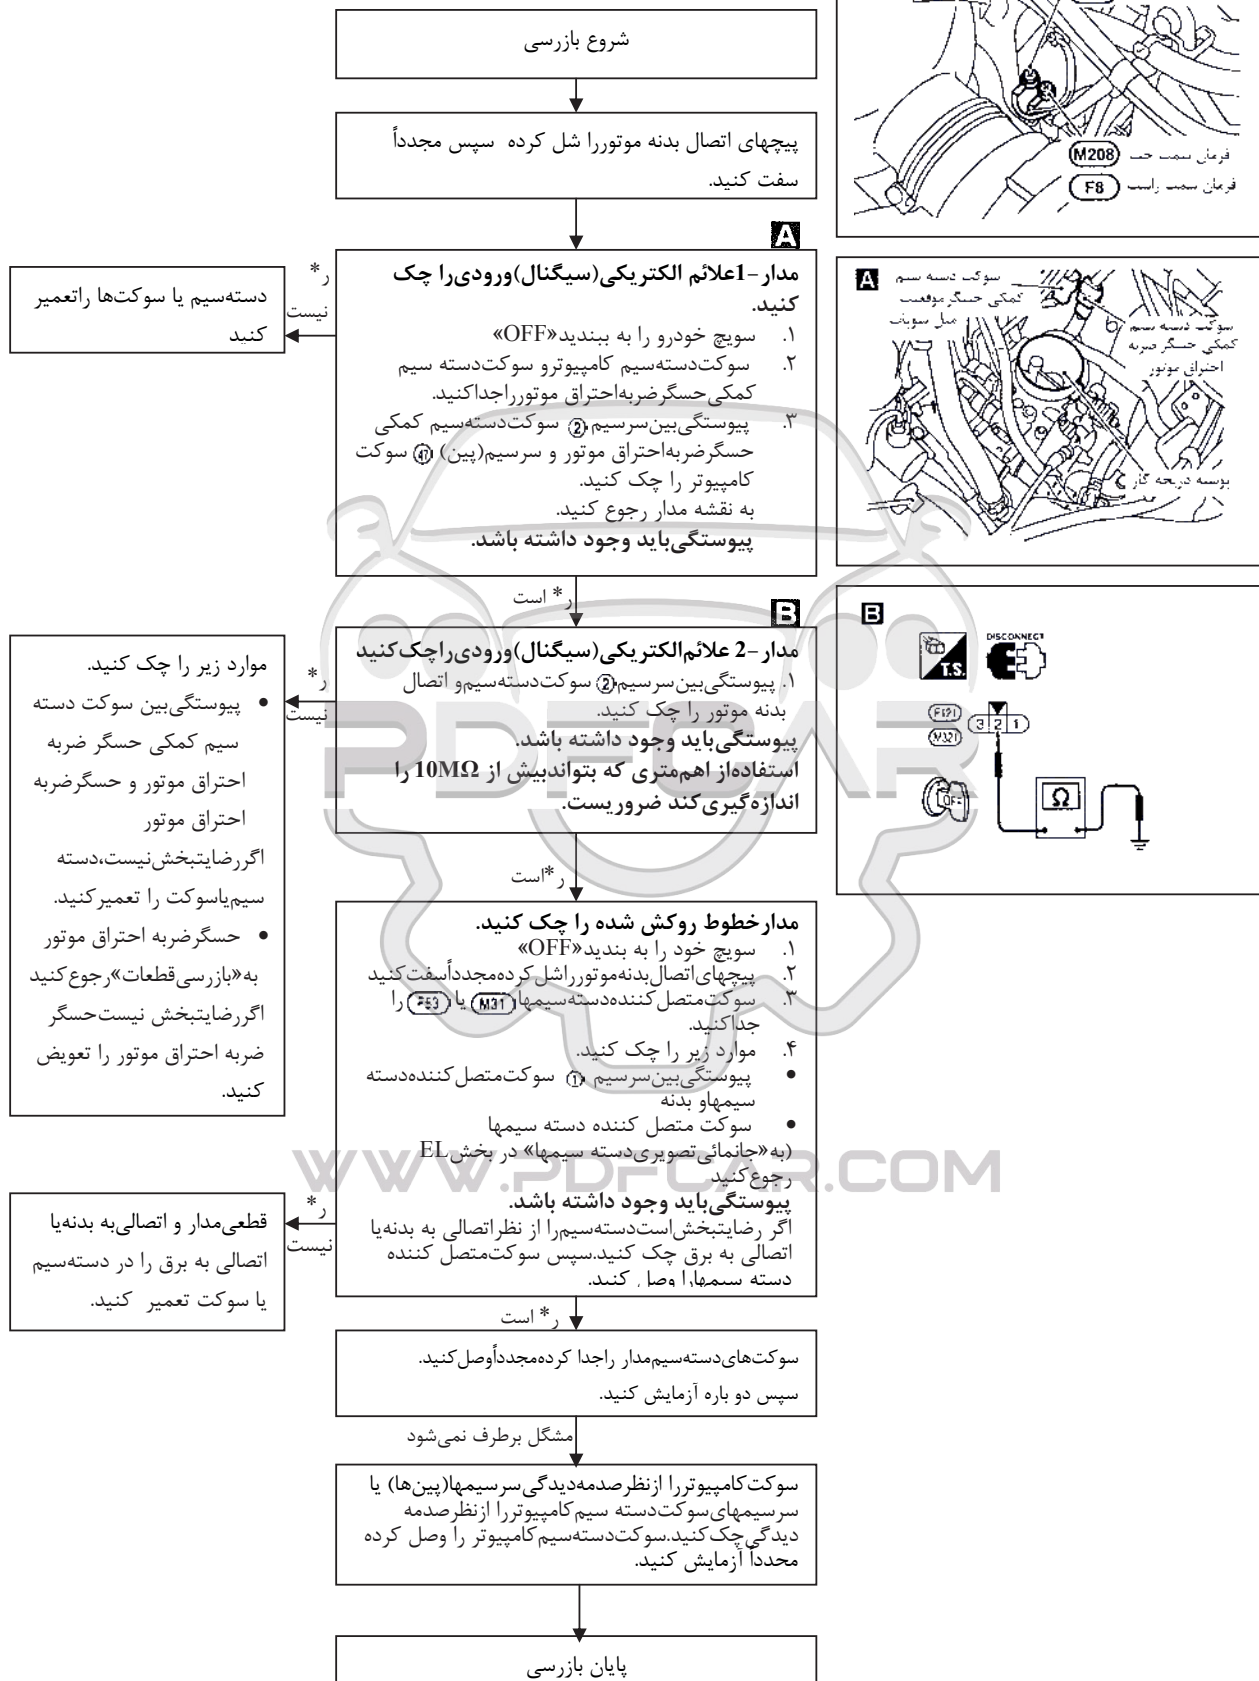 شروع بازرسی
پیچهای اتصال بدنه موتوررا شل کرده سپس مجدداً
سفت کنید.
A
مدار-1علائم الکتریکی(سیگنال)ورودی‌را چک
کنید.
۱. سویچ خودرو را به ببندید«OFF»
۲. سوکت‌دسته‌سیم کامپیوترو سوکت‌دسته سیم
کمکی‌حسگرضربه‌احتراق موتورراجداکنید.
۳. پیوستگی‌بین‌سرسیم ② سوکت‌دسته‌سیم کمکی
حسگرضربه‌احتراق موتور و سرسیم(پین) ㊼ سوکت
کامپیوتر را چک کنید.
به نقشه مدار رجوع کنید.
پیوستگی‌باید وجود داشته باشد.
ر*
نیست
دسته‌سیم یا سوکت‌ها راتعمیر
کنید
ر* است
B
مدار-2 علائم‌الکتریکی(سیگنال)ورودی‌راچک‌کنید
۱. پیوستگی‌بین‌سرسیم② سوکت‌دسته‌سیم‌و اتصال
بدنه موتور را چک کنید.
پیوستگی‌باید وجود داشته باشد.
استفاده‌از اهم‌متری که بتواندبیش از 10MΩ را
اندازه‌گیری‌کند ضروریست.
ر*
نیست
موارد زیر را چک کنید.
• پیوستگی‌بین سوکت دسته
سیم کمکی حسگر ضربه
احتراق موتور و حسگرضربه
احتراق موتور
اگررضایتبخش‌نیست،دسته
سیم‌یاسوکت را تعمیرکنید.
• حسگرضربه احتراق موتور
به«بازرسی‌قطعات»رجوع‌کنید
اگررضایتبخش نیست‌حسگر
ضربه احتراق موتور را تعویض
کنید.
ر*است
مدارخطوط روکش شده را چک کنید.
۱. سویچ خود را به بندید«OFF»
۲. پیچهای‌اتصال‌بدنه‌موتورراشل‌کرده‌مجدداًسفت‌کنید
۳. سوکت‌متصل‌کننده‌دسته‌سیمها (M31) یا (F53) را
جداکنید.
۴. موارد زیر را چک کنید.
• پیوستگی‌بین‌سرسیم ① سوکت‌متصل‌کننده‌دسته
سیمهاو بدنه
• سوکت متصل کننده دسته سیمها
(به«جانمائی‌تصویری‌دسته سیمها» در بخش‌EL
رجوع‌کنید
پیوستگی‌باید وجود داشته باشد.
اگر رضایتبخش‌است‌دسته‌سیم‌را از نظراتصالی به بدنه‌یا
اتصالی به برق چک کنید.سپس سوکت‌متصل کننده
دسته سیمهارا وصل کنید.
ر*
نیست
قطعی‌مدار و اتصالی‌به بدنه‌یا
اتصالی به برق را در دسته‌سیم
یا سوکت تعمیر کنید.
ر* است
سوکت‌های‌دسته‌سیم‌مدار راجدا کرده‌مجدداًوصل‌کنید.
سپس دو باره آزمایش کنید.
مشگل برطرف نمی‌شود
سوکت‌کامپیوتررا ازنظرصدمه‌دیدگی‌سرسیمها(پین‌ها) یا
سرسیمهای‌سوکت‌دسته سیم‌کامپیوتررا ازنظرصدمه
دیدگی‌چک‌کنید.سوکت‌دسته‌سیم‌کامپیوتر را وصل کرده
مجدداً آزمایش کنید.
پایان بازرسی
فرمان سمت چپ M208
فرمان سمت راست F8
A
سوکت دسته سیم
کمکی حسگر موقعیت
میل سوپاپ
سوکت دسته سیم
کمکی حسگر ضربه
احتراق موتور
پوسته دریچه گاز
B
T.S.
DISCONNECT
F121
M321
3 2 1
OFF
Ω
PDFCAR
WWW.PDFCAR.COM